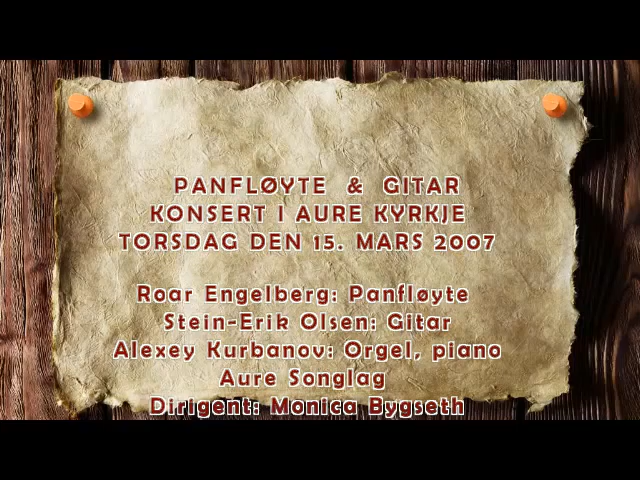 PANFLØYTE & GITAR
KONSERT I AURE KYRKJE
TORSDAG DEN 15. MARS 2007
Roar Engelberg: Panfløyte
Stein-Erik Olsen: Gitar
Alexey Kurbanov: Orgel, piano
Aure Songlag
Dirigent: Monica Bygseth